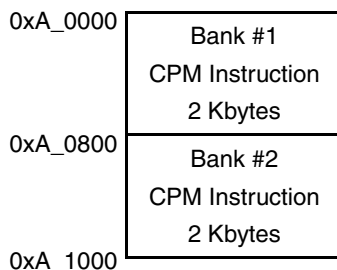 0xA_0000
Bank #1
CPM Instruction
2 Kbytes
0xA_0800
Bank #2
CPM Instruction
2 Kbytes
0xA_1000